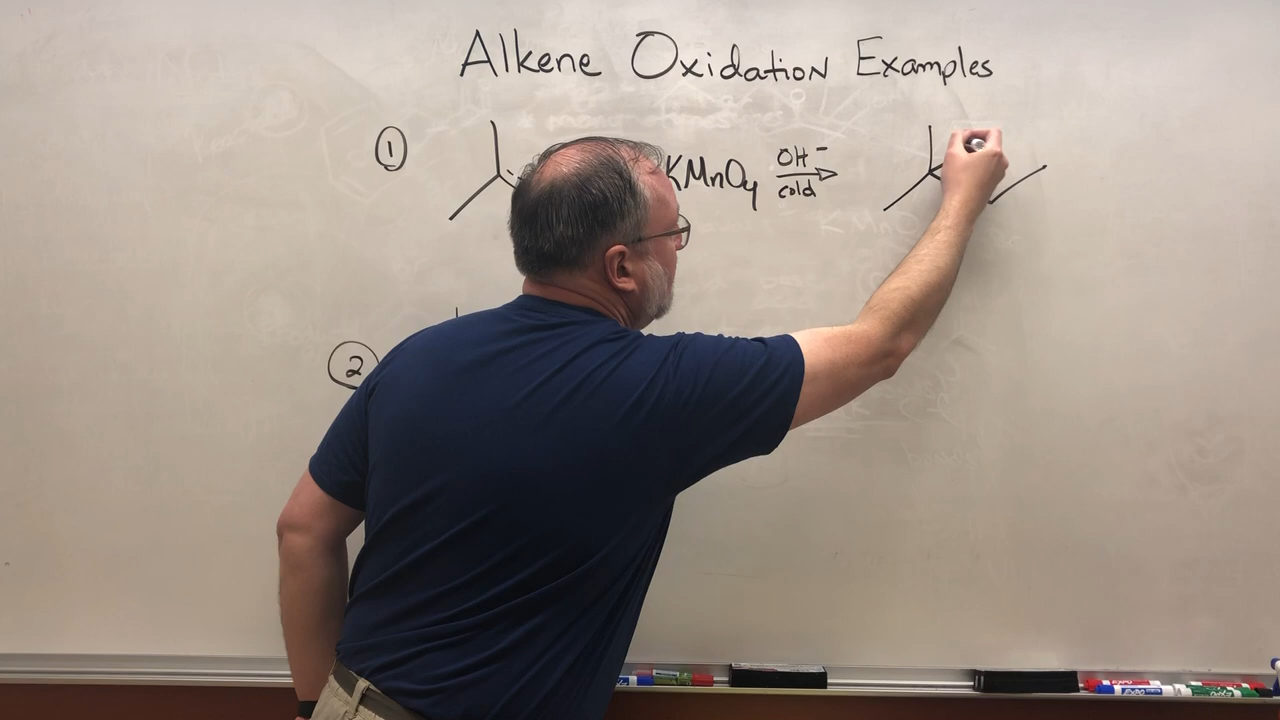 Alkene Oxidation Examples
① KMnO₄ OH⁻
cold
②